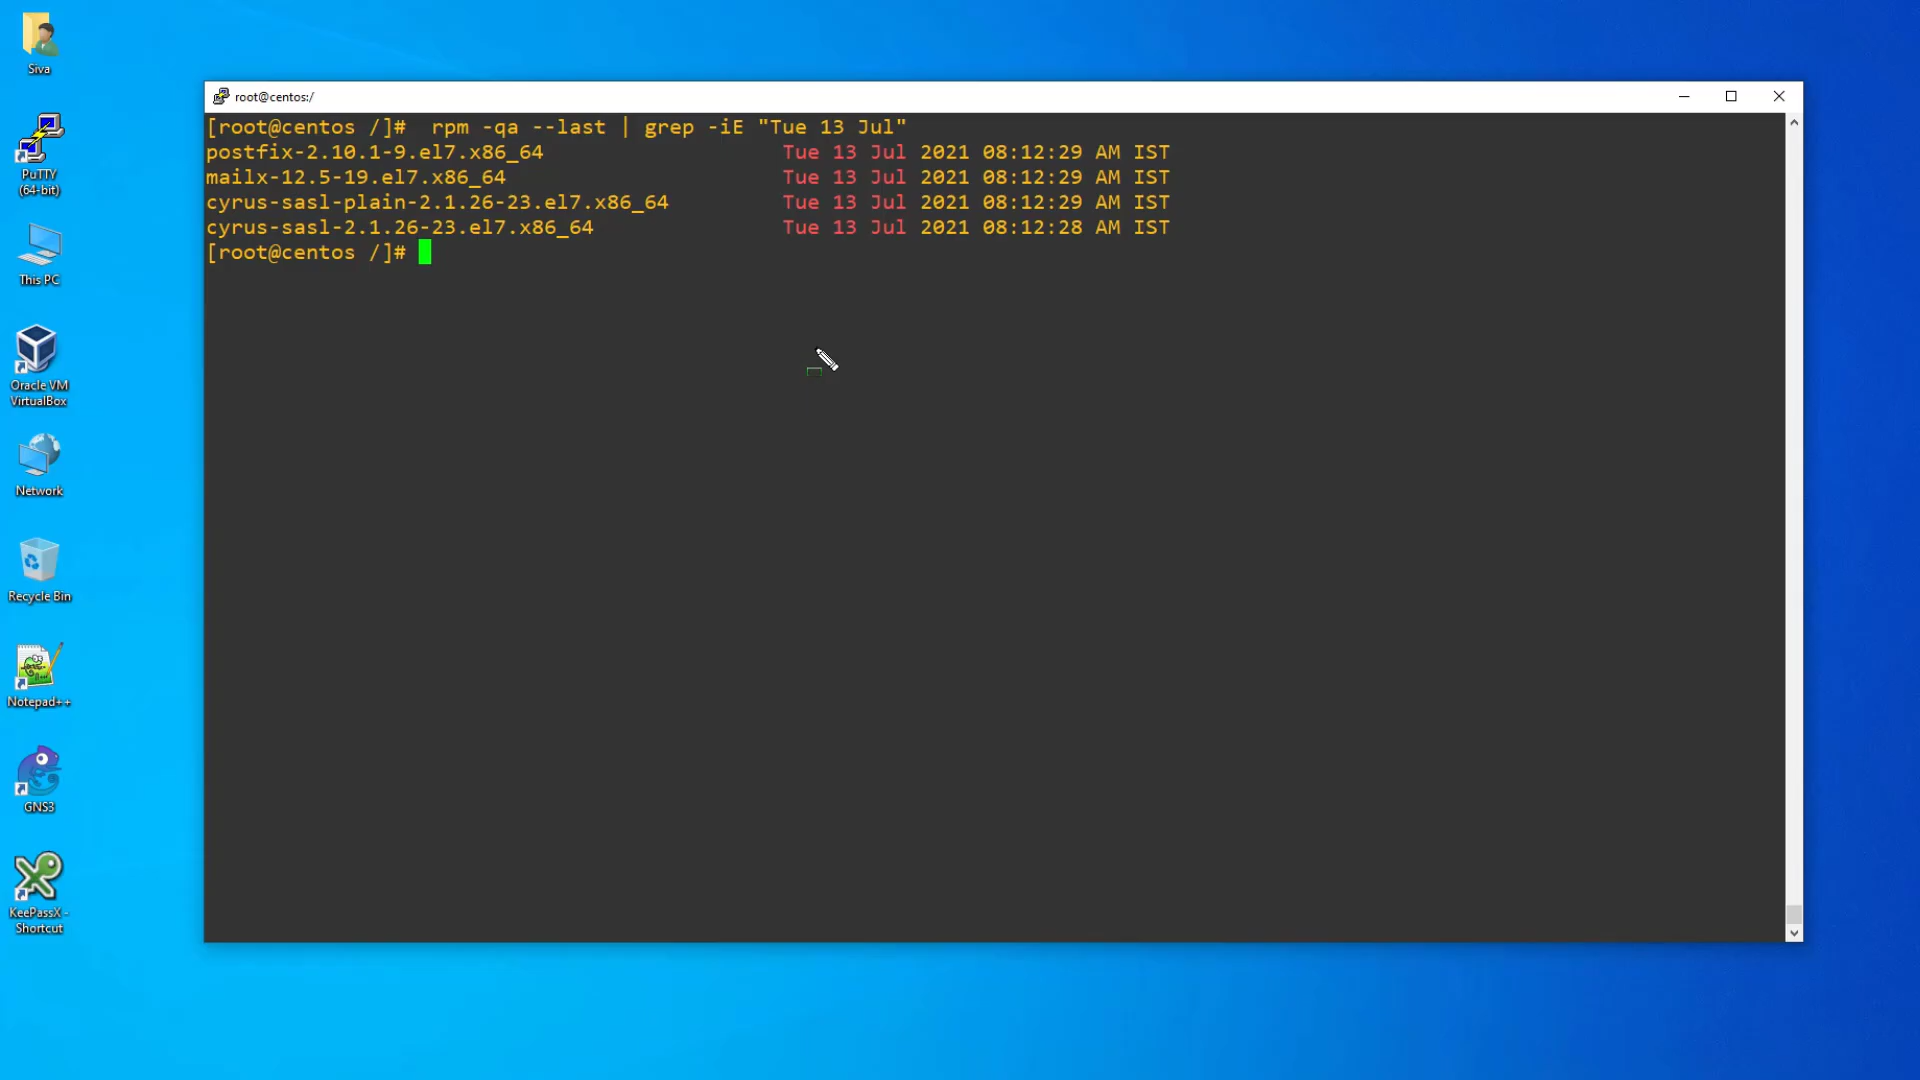 Siva
PuTTY
(64-bit)
This PC
Oracle VM
VirtualBox
Network
Recycle Bin
Notepad++
GNS3
KeePassX -
Shortcut
root@centos:/
[root@centos /]#  rpm -qa --last | grep -iE "Tue 13 Jul"
postfix-2.10.1-9.el7.x86_64 Tue 13 Jul 2021 08:12:29 AM IST
mailx-12.5-19.el7.x86_64 Tue 13 Jul 2021 08:12:29 AM IST
cyrus-sasl-plain-2.1.26-23.el7.x86_64 Tue 13 Jul 2021 08:12:29 AM IST
cyrus-sasl-2.1.26-23.el7.x86_64 Tue 13 Jul 2021 08:12:28 AM IST
[root@centos /]#